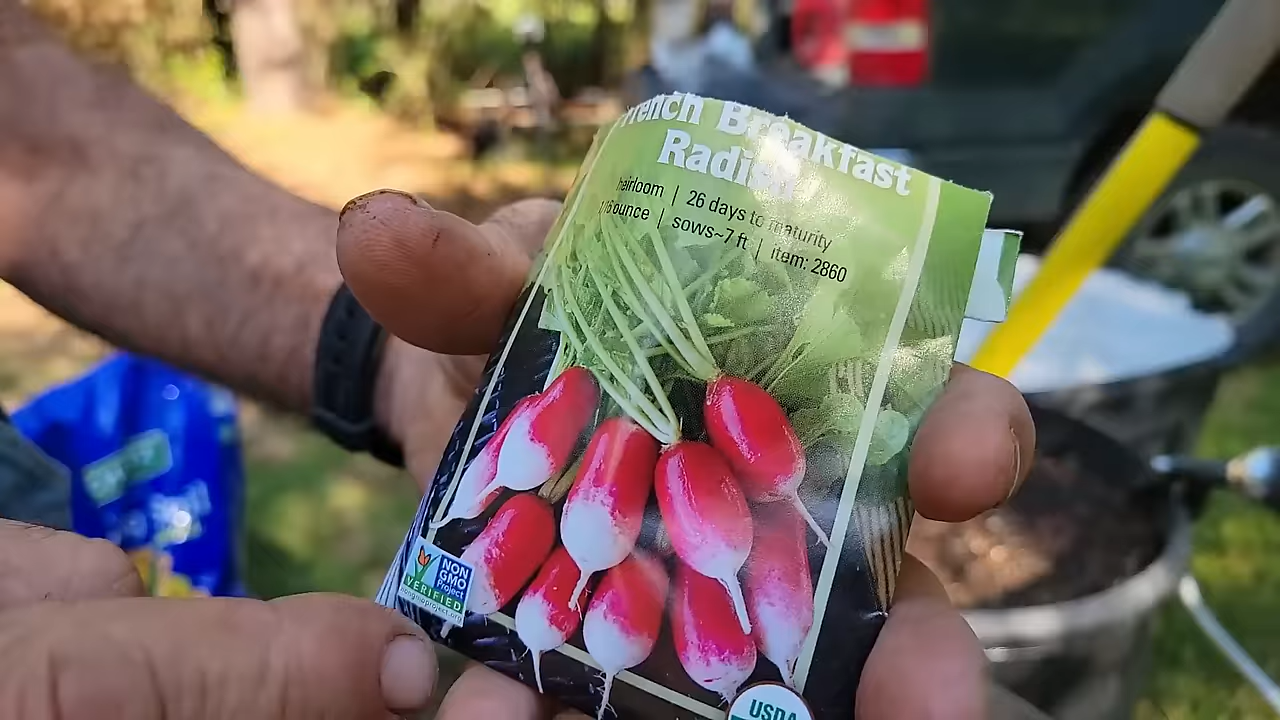 French Breakfast
Radish
heirloom | 26 days to maturity
1/16 ounce | sows~7 ft | item: 2860
NON
GMO
Project
VERIFIED
nongmoproject.org
USDA